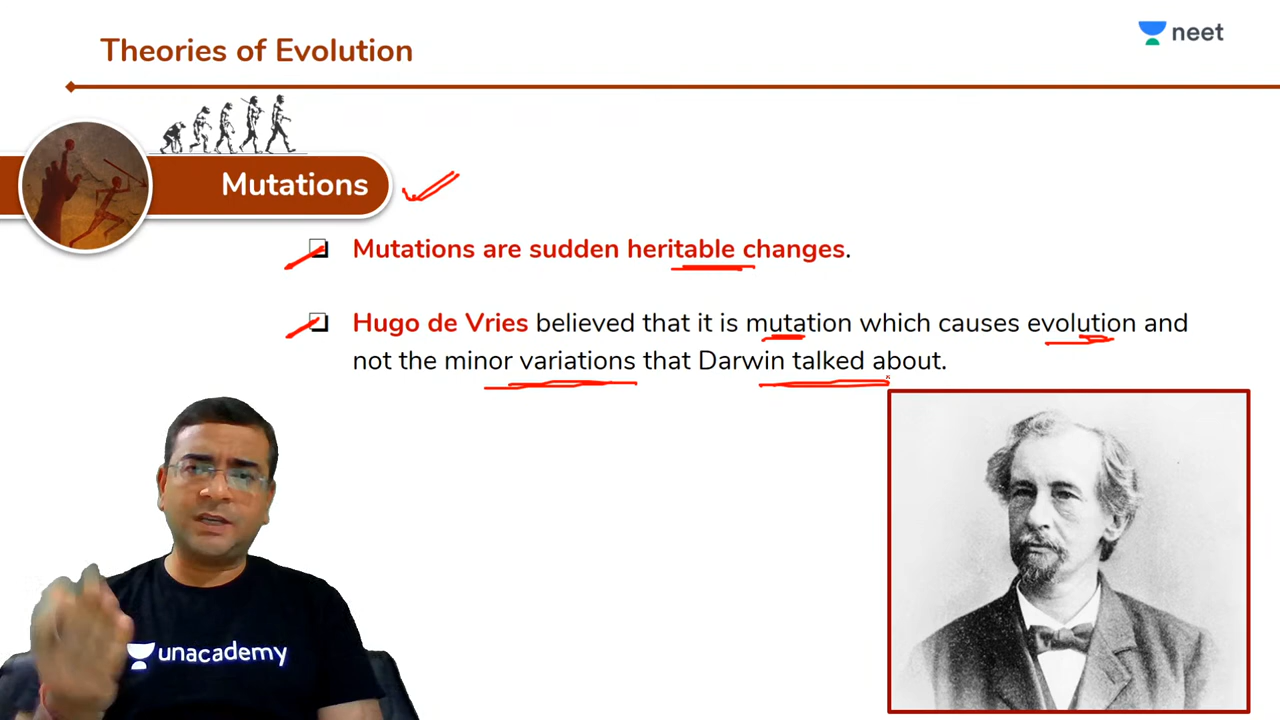 Theories of Evolution
neet
Mutations
Mutations are sudden heritable changes.
Hugo de Vries believed that it is mutation which causes evolution and
not the minor variations that Darwin talked about.
unacademy